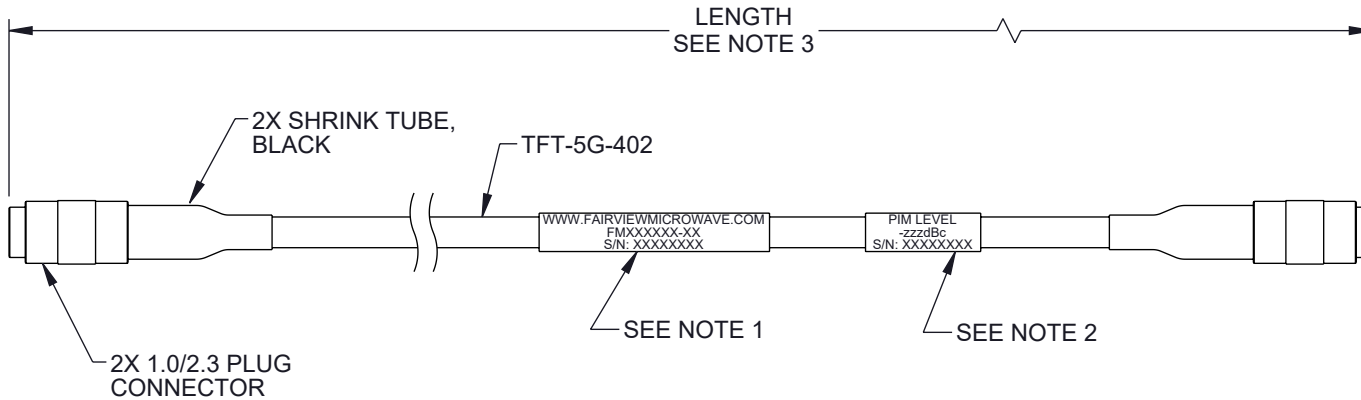 LENGTH
SEE NOTE 3
2X SHRINK TUBE,
BLACK
TFT-5G-402
WWW.FAIRVIEWMICROWAVE.COM
FMXXXXXX-XX
S/N: XXXXXXXX
PIM LEVEL
-zzzdBc
S/N: XXXXXXXX
SEE NOTE 1
SEE NOTE 2
2X 1.0/2.3 PLUG
CONNECTOR